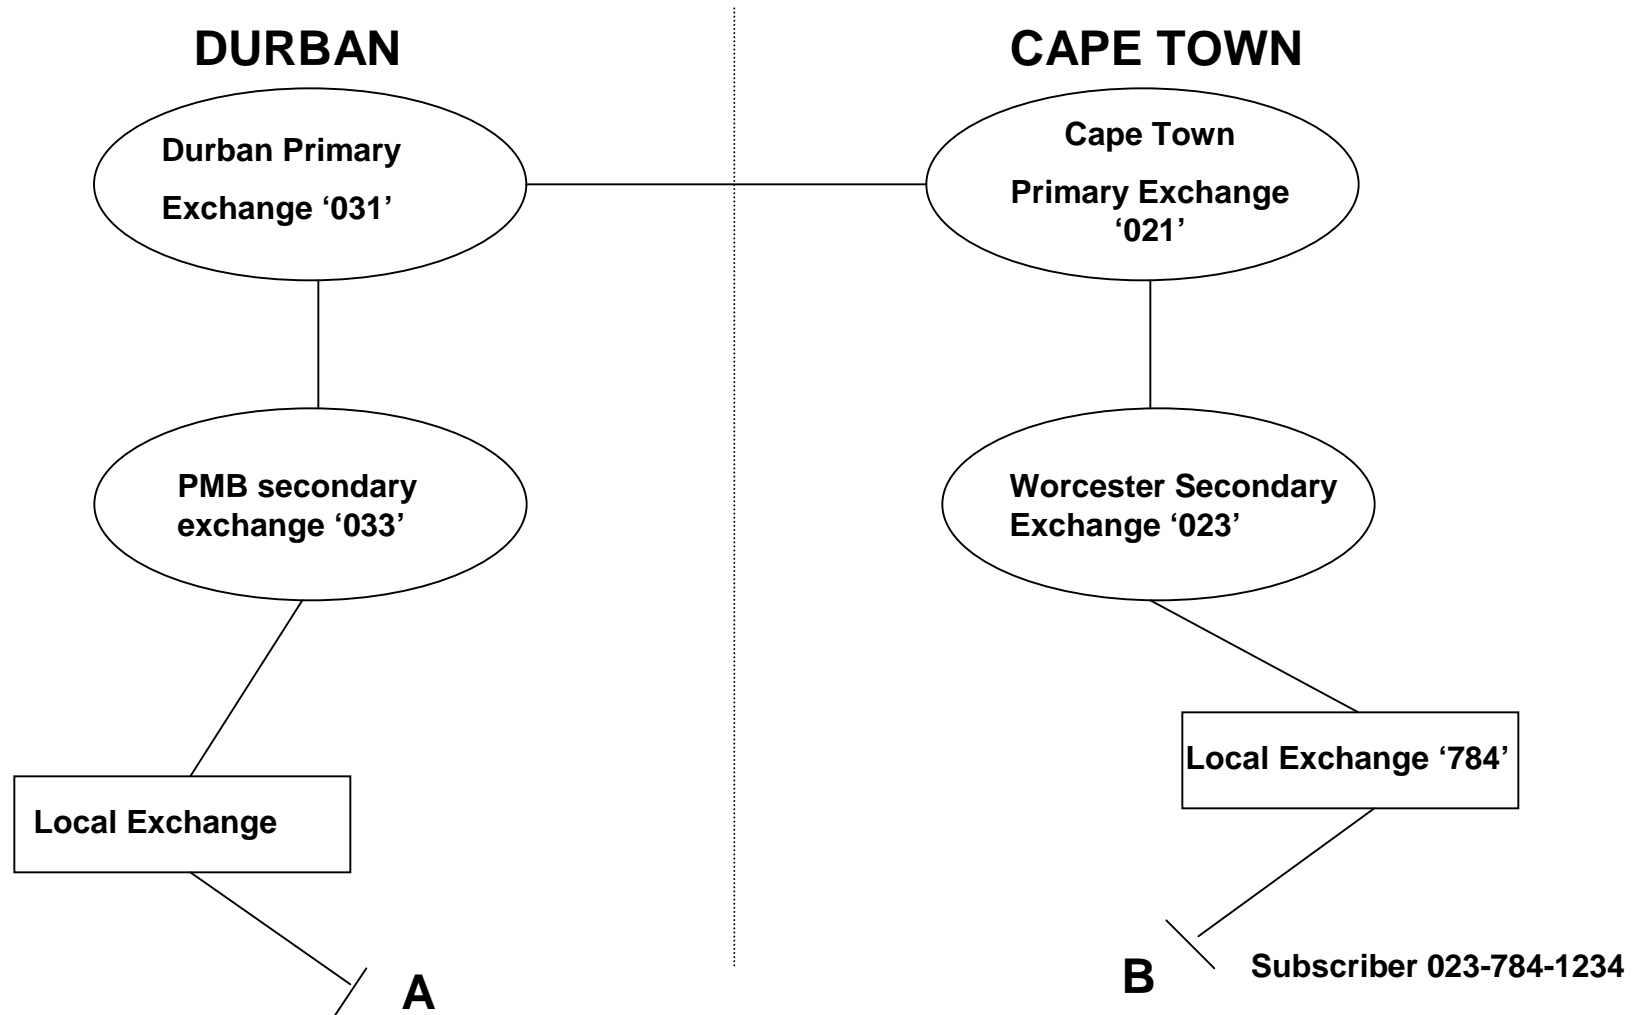 DURBAN
CAPE TOWN
Durban Primary
Exchange ‘031’
Cape Town
Primary Exchange
‘021’
PMB secondary
exchange ‘033’
Worcester Secondary
Exchange ‘023’
Local Exchange ‘784’
Local Exchange
A
B
Subscriber 023-784-1234